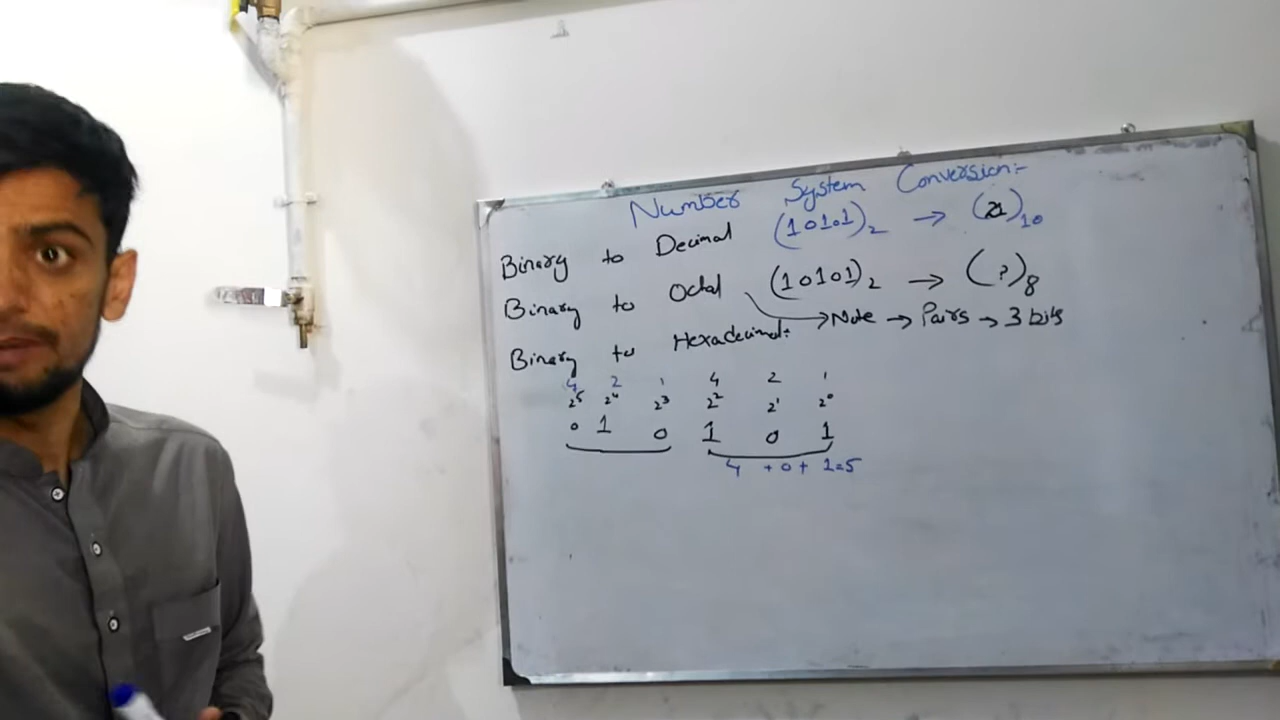 Number System Conversion:-
Binary to Decimal (10101)₂ → (21)₁₀
Binary to Octal (10101)₂ → (?)₈
→ Note → Pairs → 3 bits
Binary to Hexadecimal:-
4 2 1 4 2 1
2⁵ 2⁴ 2³ 2² 2¹ 2⁰
0 1 0 1 0 1
4 + 0 + 1=5